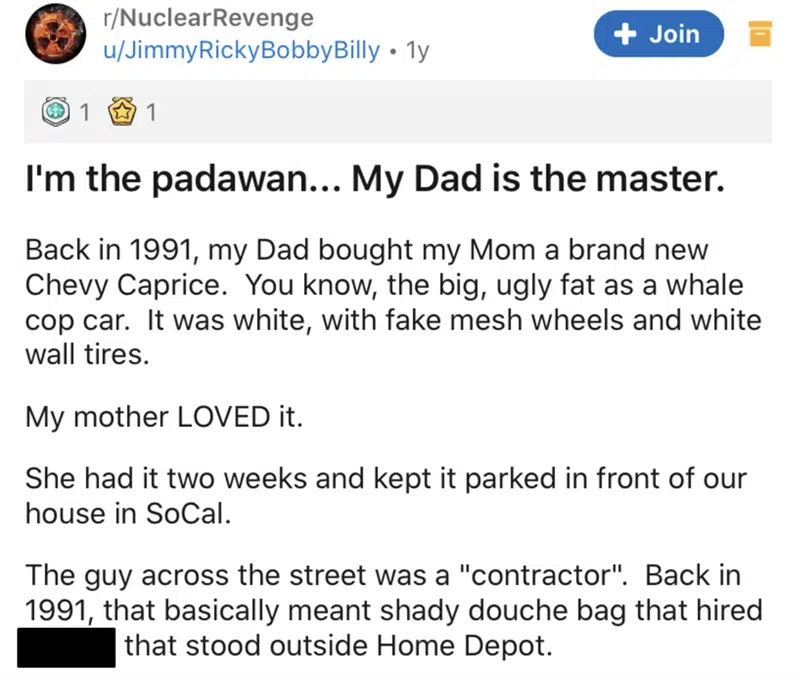 r/NuclearRevenge
u/JimmyRickyBobbyBilly • 1y
+ Join
1 1
I'm the padawan... My Dad is the master.
Back in 1991, my Dad bought my Mom a brand new
Chevy Caprice. You know, the big, ugly fat as a whale
cop car. It was white, with fake mesh wheels and white
wall tires.
My mother LOVED it.
She had it two weeks and kept it parked in front of our
house in SoCal.
The guy across the street was a "contractor". Back in
1991, that basically meant shady douche bag that hired
that stood outside Home Depot.